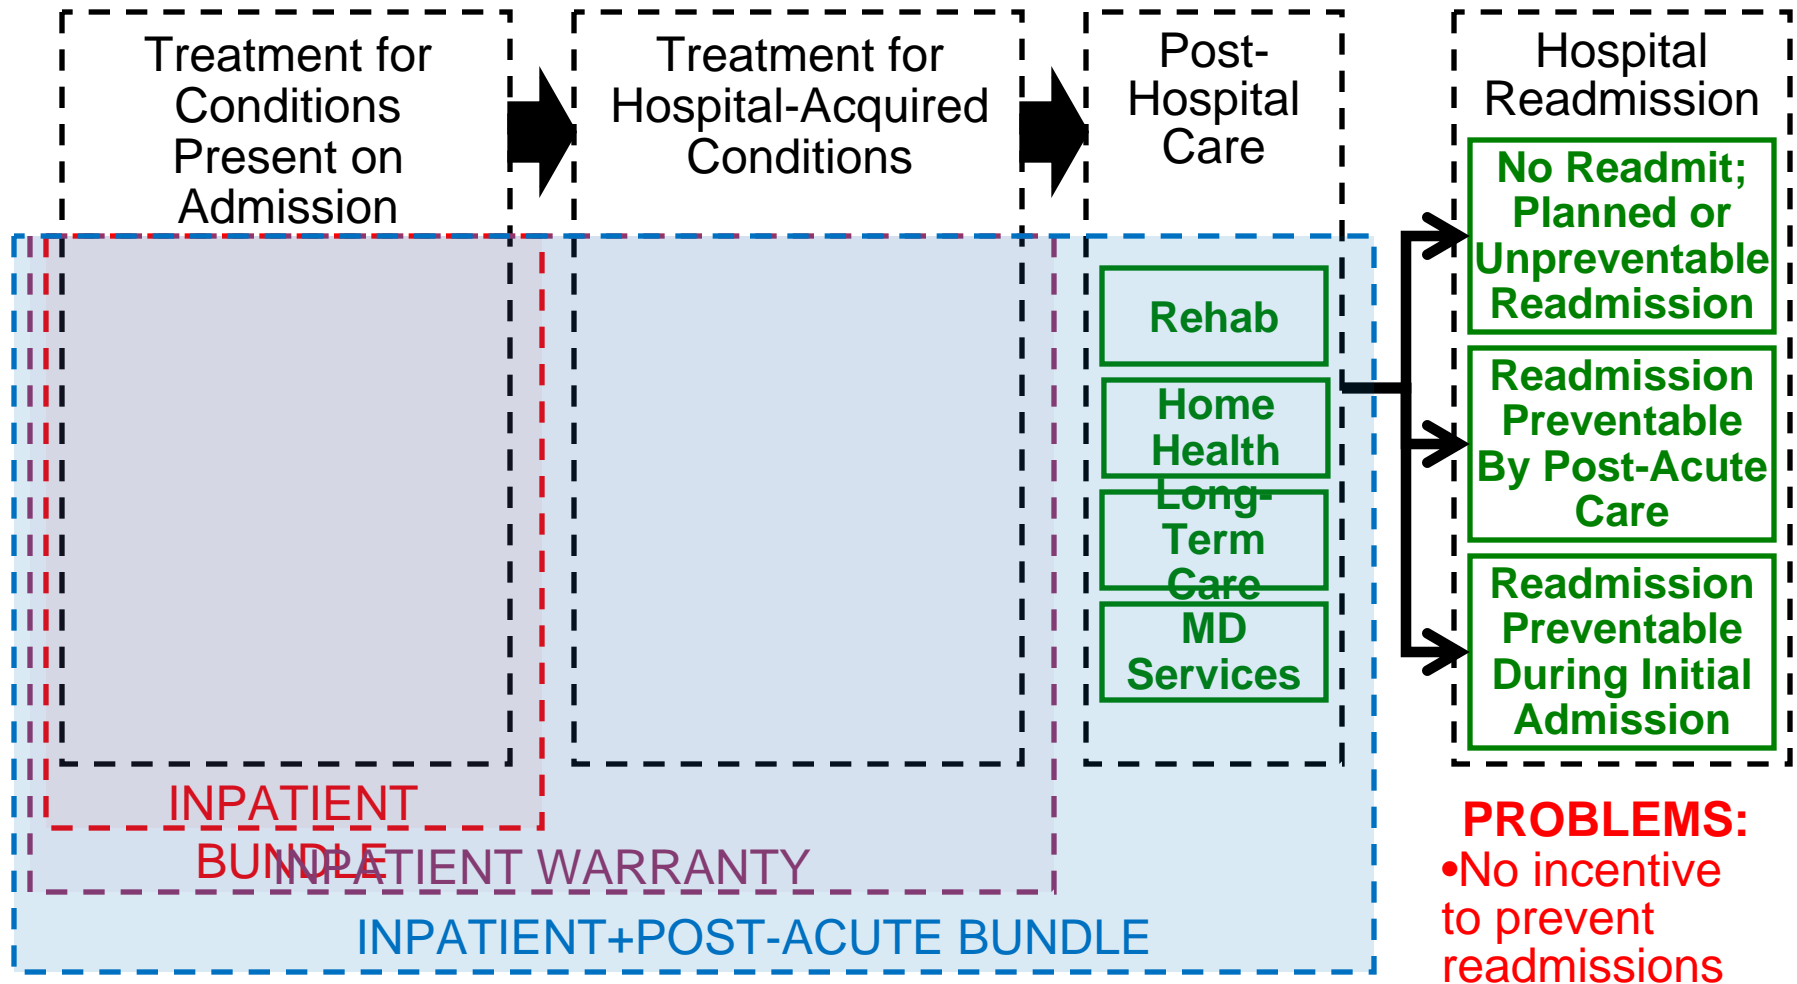 Treatment for
Conditions
Present on
Admission
Treatment for
Hospital-Acquired
Conditions
Post-
Hospital
Care
Hospital
Readmission
Rehab
Home
Health
Long-
Term
Care
MD
Services
No Readmit;
Planned or
Unpreventable
Readmission
Readmission
Preventable
By Post-Acute
Care
Readmission
Preventable
During Initial
Admission
INPATIENT
BUNDLE
INPATIENT WARRANTY
INPATIENT+POST-ACUTE BUNDLE
PROBLEMS:
•No incentive
to prevent
readmissions